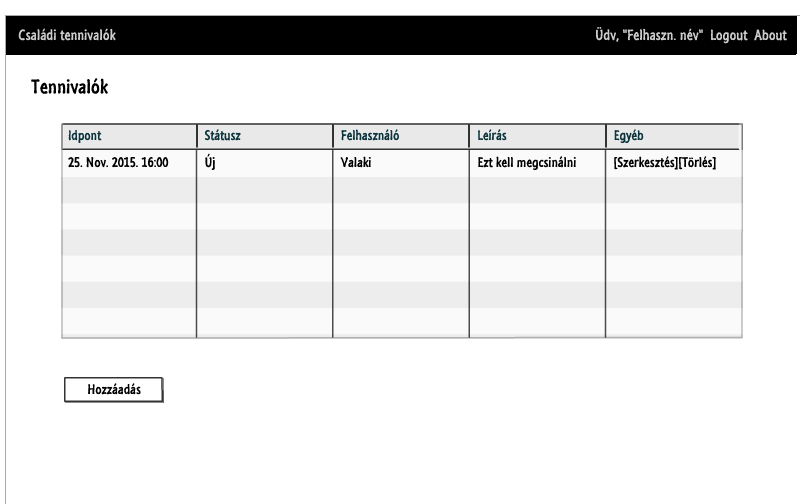 Családi tennivalók Üdv, "Felhaszn. név" Logout About
Tennivalók
Idpont Státusz Felhasználó Leírás Egyéb
25. Nov. 2015. 16:00 Új Valaki Ezt kell megcsinálni [Szerkesztés][Törlés]
Hozzáadás